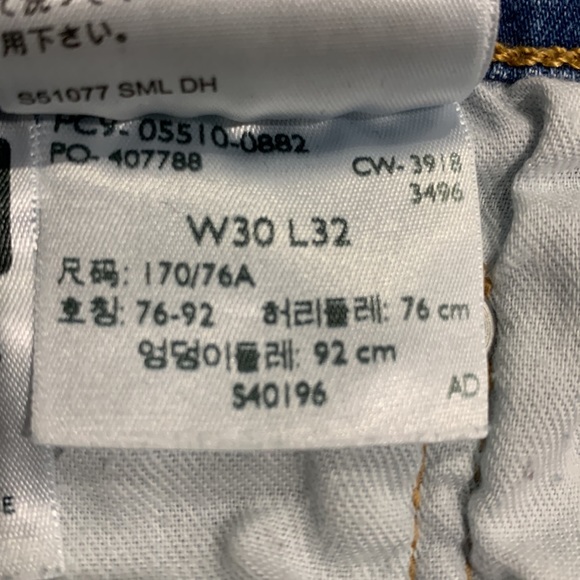 用下さい。
S51077 SML DH
PC9- 05510-0882
PO- 407788
CW- 3918
3496
W30 L32
尺码: 170/76A
호칭: 76-92 허리둘레: 76 cm
엉덩이둘레: 92 cm
S40196
AD
E